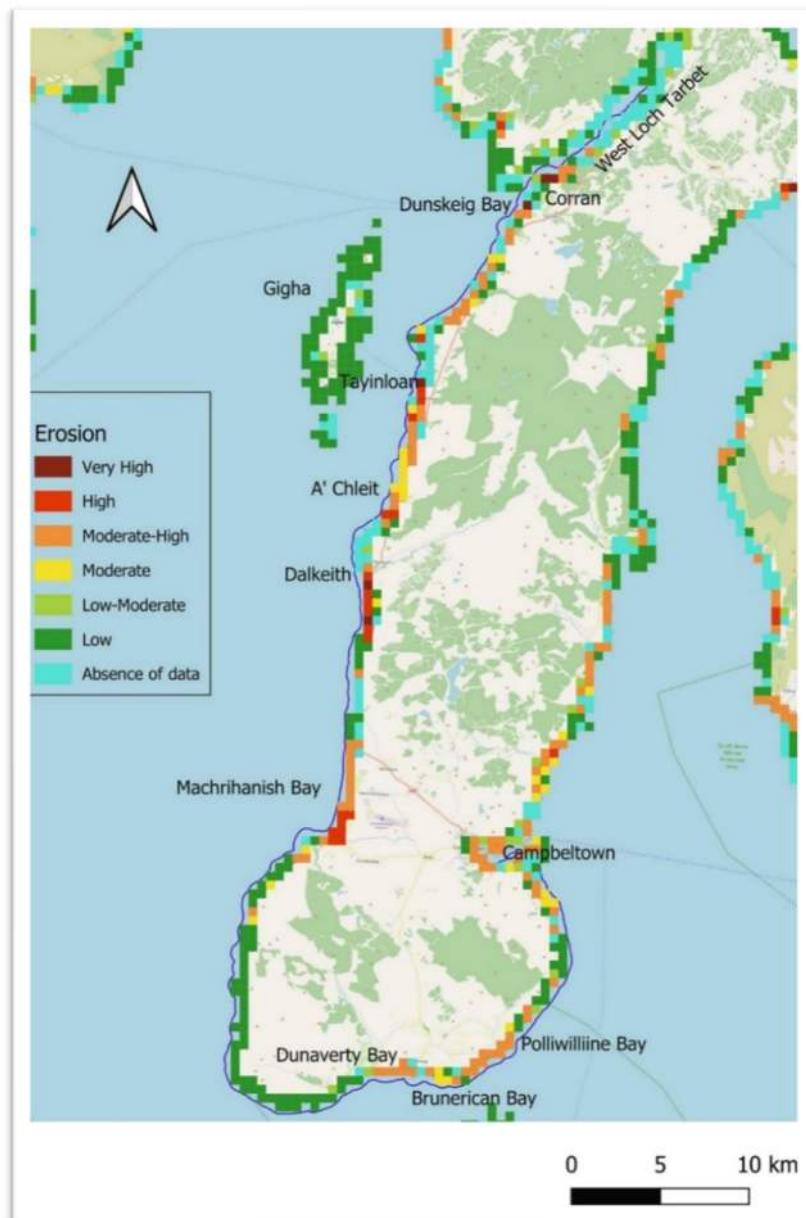 West Loch Tarbet
Dunskeig Bay
Corran
Gigha
Tayinloan
Erosion
Very High
High
Moderate-High
Moderate
Low-Moderate
Low
Absence of data
A' Chleit
Dalkeith
Machrihanish Bay
Campbeltown
Dunaverty Bay
Polliwilliine Bay
Brunerican Bay
0 5 10 km